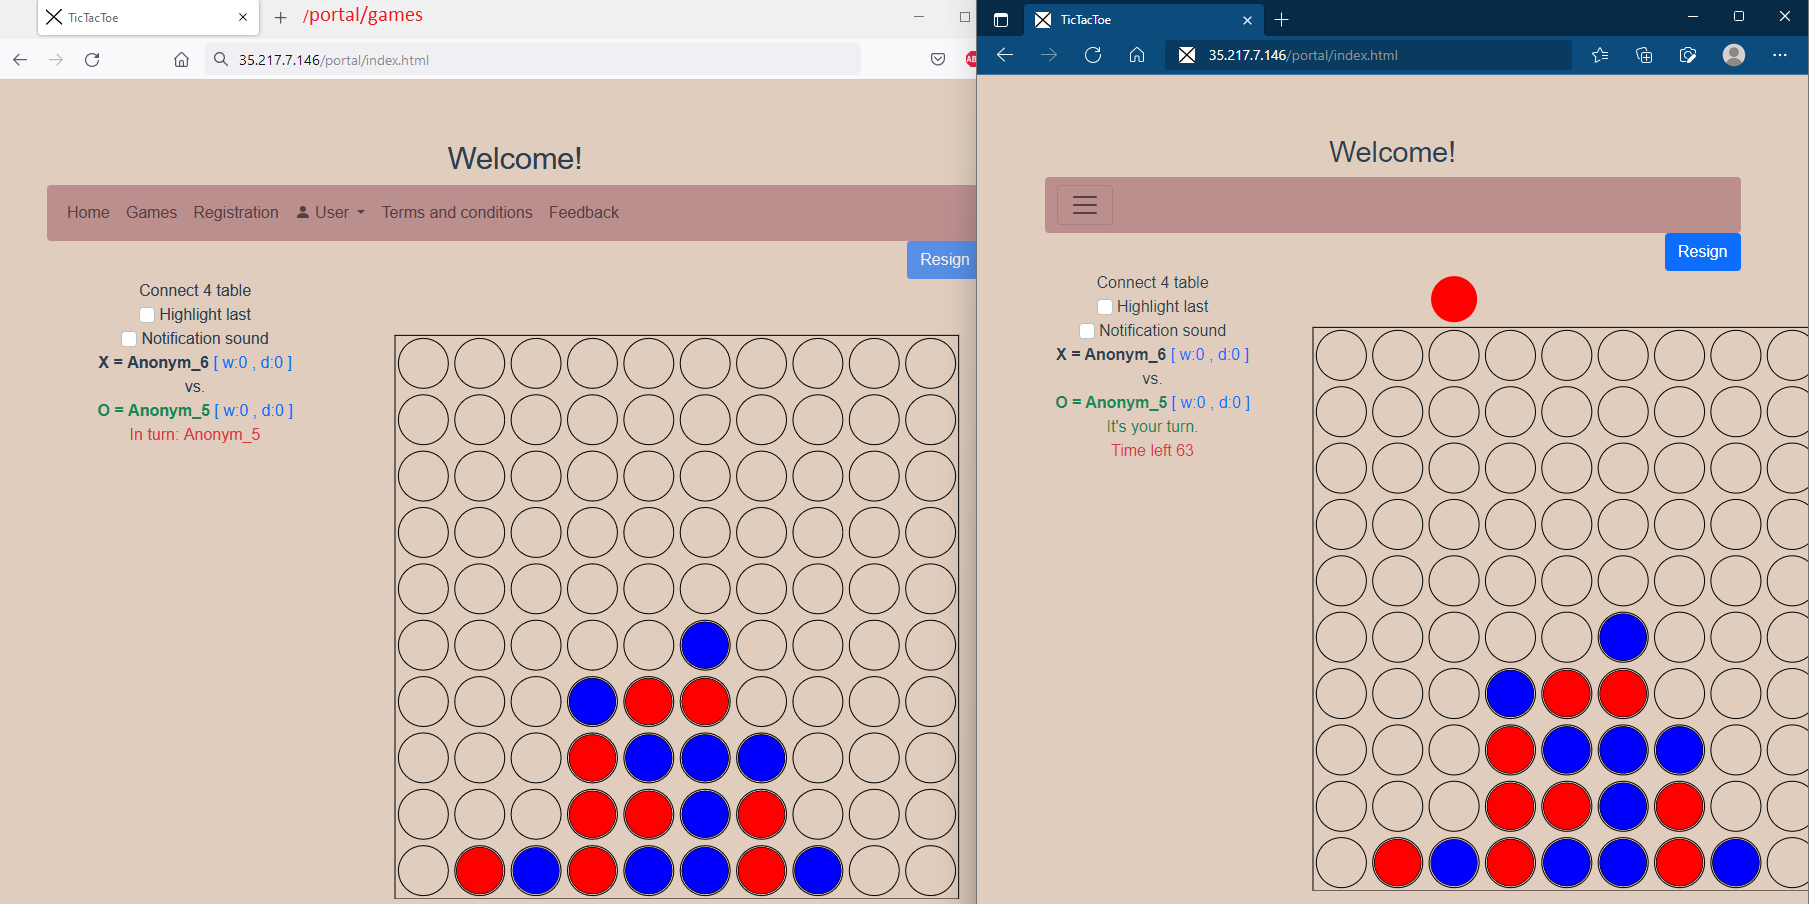 TicTacToe
/portal/games
35.217.7.146/portal/index.html
Welcome!
Home Games Registration User Terms and conditions Feedback
Resign
Connect 4 table
Highlight last
Notification sound
X = Anonym_6 [ w:0 , d:0 ]
vs.
O = Anonym_5 [ w:0 , d:0 ]
In turn: Anonym_5
TicTacToe
35.217.7.146/portal/index.html
Welcome!
Resign
Connect 4 table
Highlight last
Notification sound
X = Anonym_6 [ w:0 , d:0 ]
vs.
O = Anonym_5 [ w:0 , d:0 ]
It's your turn.
Time left 63